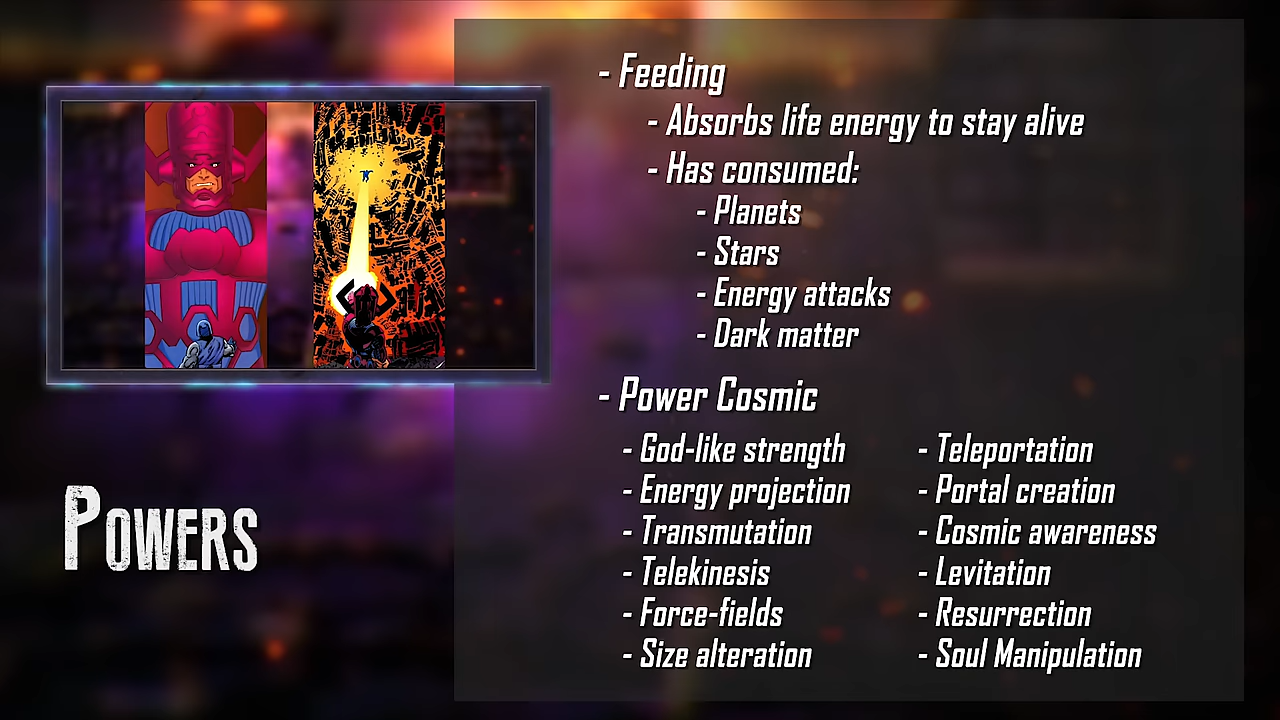 - Feeding
- Absorbs life energy to stay alive
- Has consumed:
- Planets
- Stars
- Energy attacks
- Dark matter
- Power Cosmic
- God-like strength
- Energy projection
- Transmutation
- Telekinesis
- Force-fields
- Size alteration
- Teleportation
- Portal creation
- Cosmic awareness
- Levitation
- Resurrection
- Soul Manipulation
POWERS